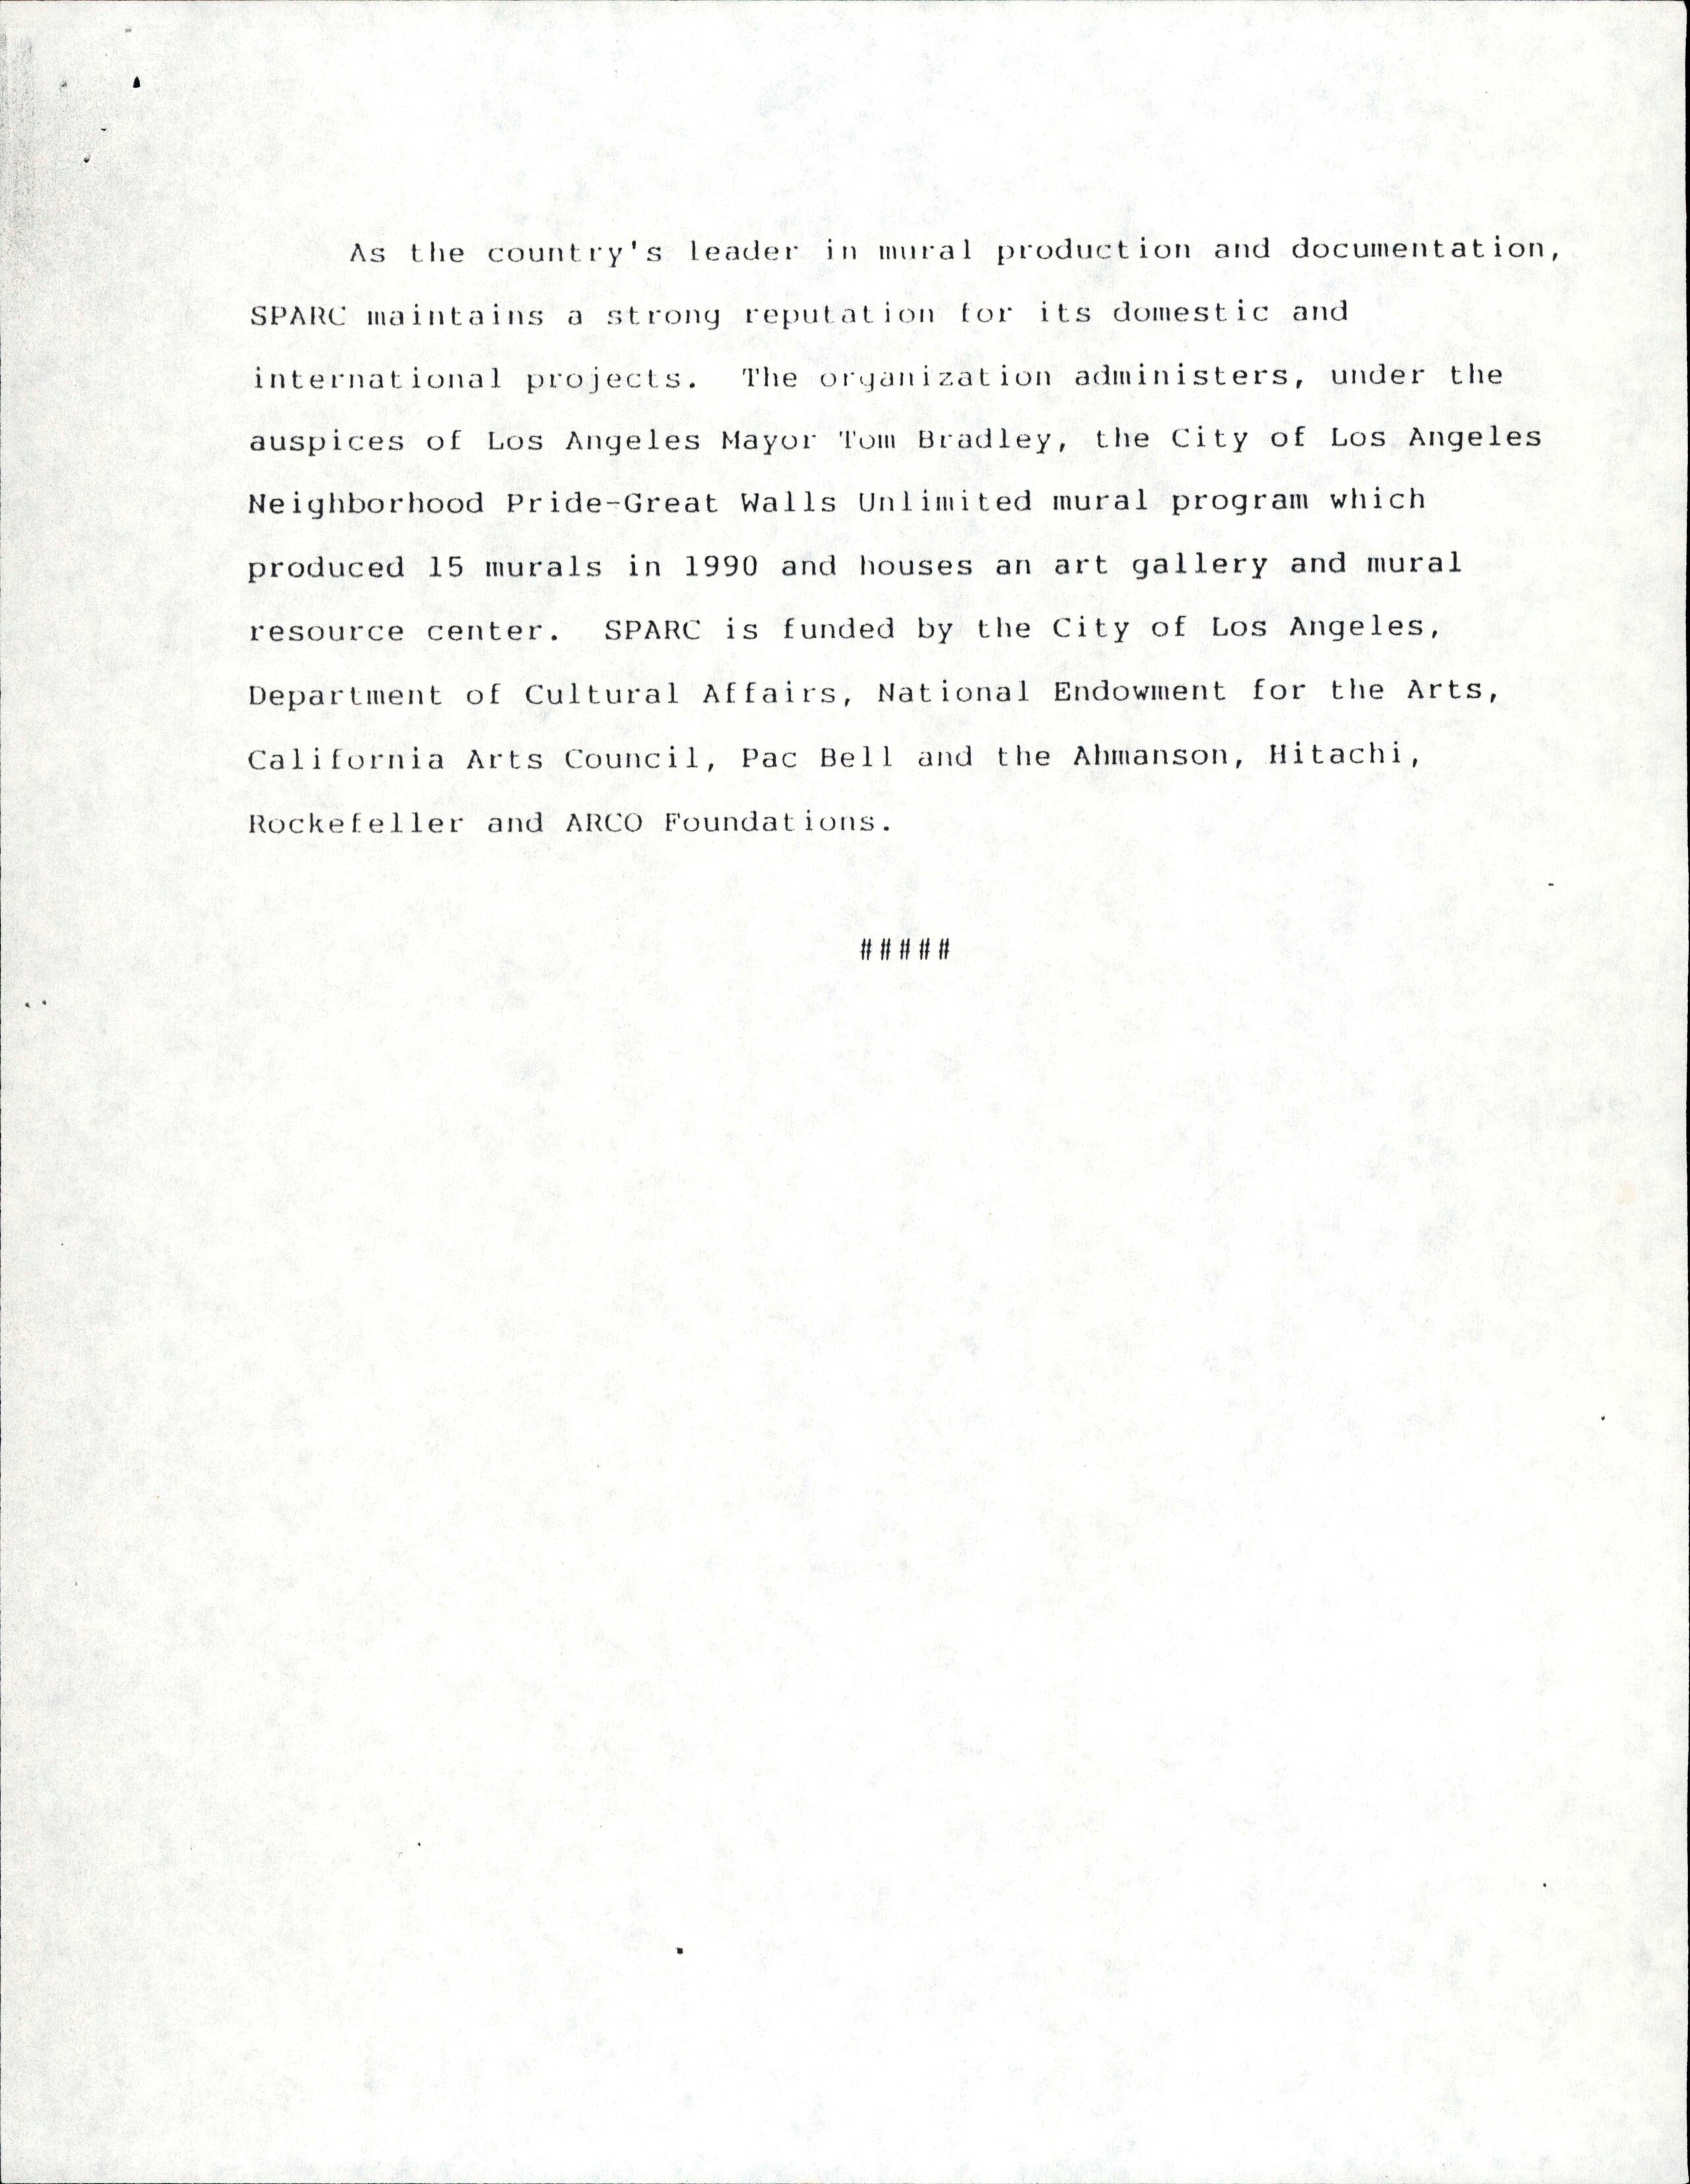 As the country's leader in mural production and documentation,
SPARC maintains a strong reputation for its domestic and
international projects.  The organization administers, under the
auspices of Los Angeles Mayor Tom Bradley, the City of Los Angeles
Neighborhood Pride-Great Walls Unlimited mural program which
produced 15 murals in 1990 and houses an art gallery and mural
resource center.  SPARC is funded by the City of Los Angeles,
Department of Cultural Affairs, National Endowment for the Arts,
California Arts Council, Pac Bell and the Ahmanson, Hitachi,
Rockefeller and ARCO Foundations.
#####